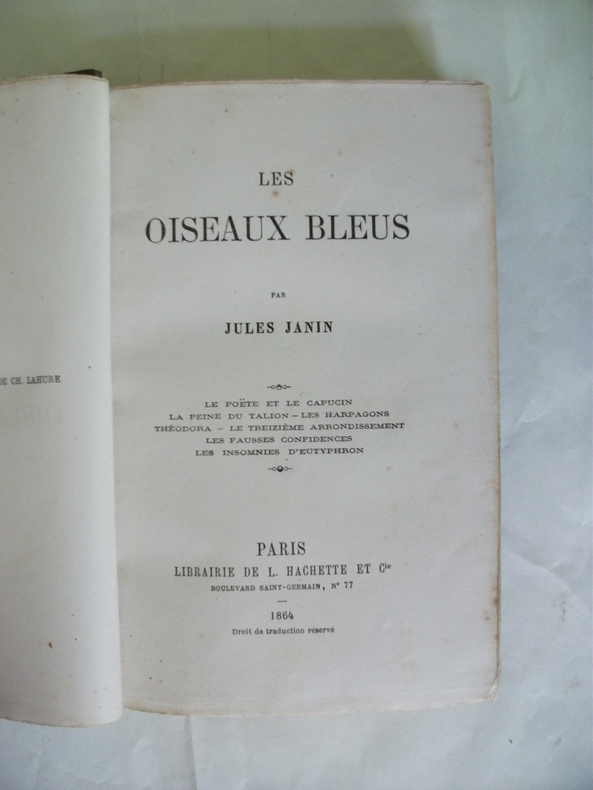 DE CH. LAHURE
LES
OISEAUX BLEUS
PAR
JULES JANIN
LE POËTE ET LE CAPUCIN
LA PEINE DU TALION – LES HARPAGONS
THÉODORA – LE TREIZIÈME ARRONDISSEMENT
LES FAUSSES CONFIDENCES
LES INSOMNIES D'EUTYPHRON
PARIS
LIBRAIRIE DE L. HACHETTE ET Cie
BOULEVARD SAINT-GERMAIN, N° 77
1864
Droit de traduction réservé